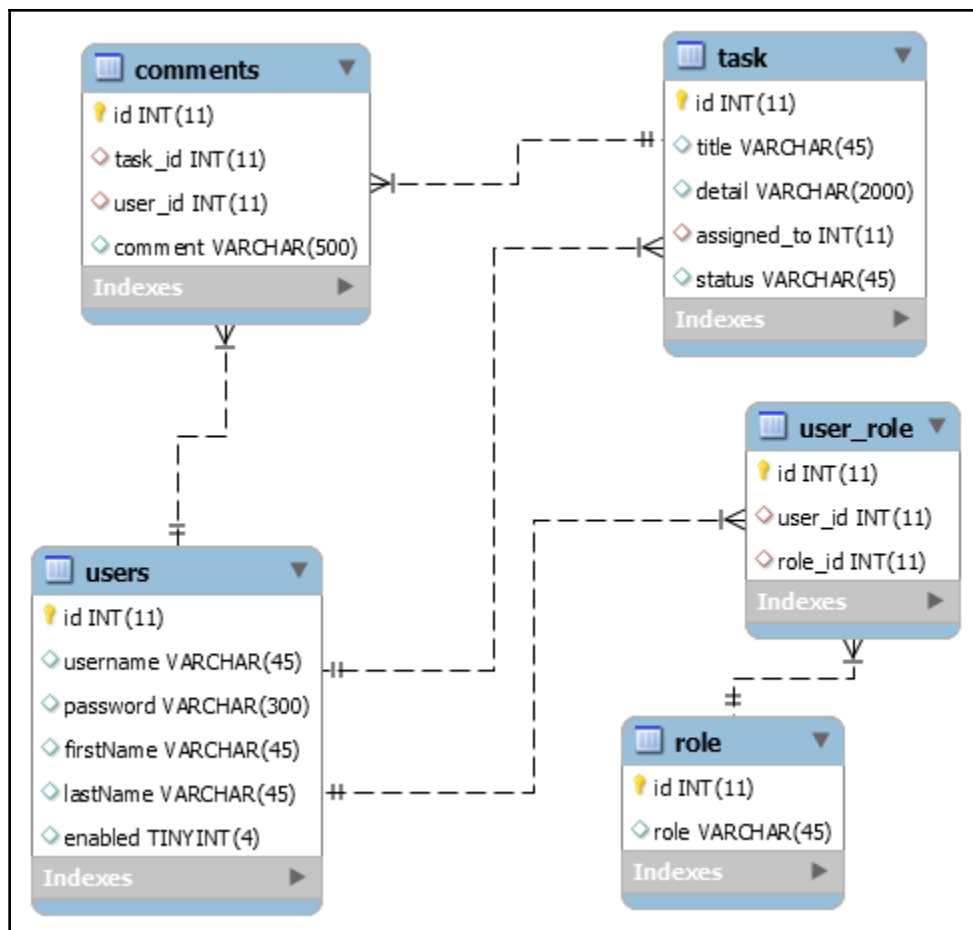 comments
id INT(11)
task_id INT(11)
user_id INT(11)
comment VARCHAR(500)
Indexes
task
id INT(11)
title VARCHAR(45)
detail VARCHAR(2000)
assigned_to INT(11)
status VARCHAR(45)
Indexes
user_role
id INT(11)
user_id INT(11)
role_id INT(11)
Indexes
users
id INT(11)
username VARCHAR(45)
password VARCHAR(300)
firstName VARCHAR(45)
lastName VARCHAR(45)
enabled TINYINT(4)
Indexes
role
id INT(11)
role VARCHAR(45)
Indexes